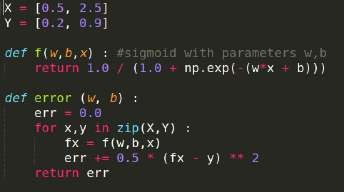 X = [0.5, 2.5]
Y = [0.2, 0.9]
def f(w,b,x) : #sigmoid with parameters w,b
    return 1.0 / (1.0 + np.exp(-(w*x + b)))
def error (w, b) :
    err = 0.0
    for x,y in zip(X,Y) :
        fx = f(w,b,x)
        err += 0.5 * (fx - y) ** 2
    return err